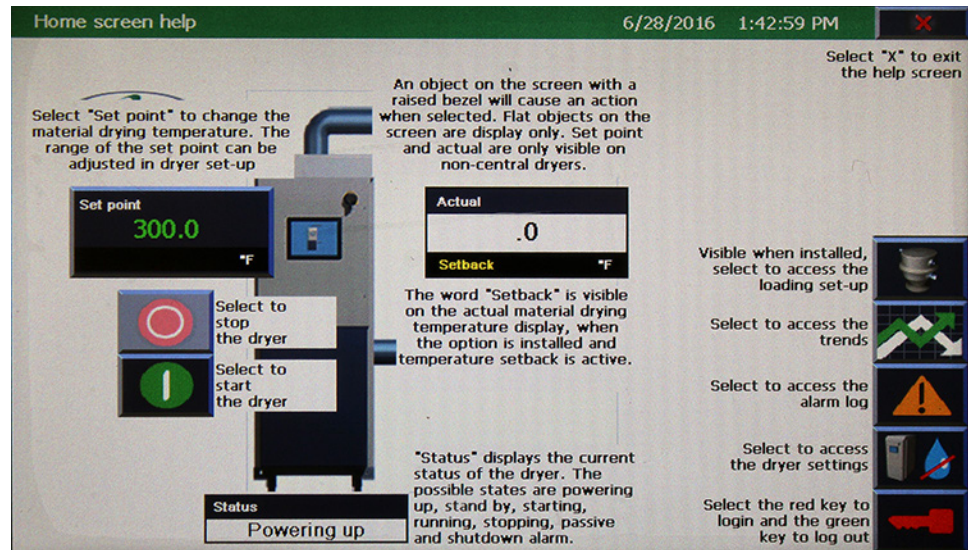 Home screen help
6/28/2016 1:42:59 PM
Select "X" to exit
the help screen
Select "Set point" to change the
material drying temperature. The
range of the set point can be
adjusted in dryer set-up
An object on the screen with a
raised bezel will cause an action
when selected. Flat objects on the
screen are display only. Set point
and actual are only visible on
non-central dryers.
Set point
300.0
°F
Actual
.0
Setback °F
Select to
stop
the dryer
Select to
start
the dryer
The word "Setback" is visible
on the actual material drying
temperature display, when
the option is installed and
temperature setback is active.
"Status" displays the current
status of the dryer. The
possible states are powering
up, stand by, starting,
running, stopping, passive
and shutdown alarm.
Status
Powering up
Visible when installed,
select to access the
loading set-up
Select to access the
trends
Select to access the
alarm log
Select to access
the dryer settings
Select the red key to
login and the green
key to log out